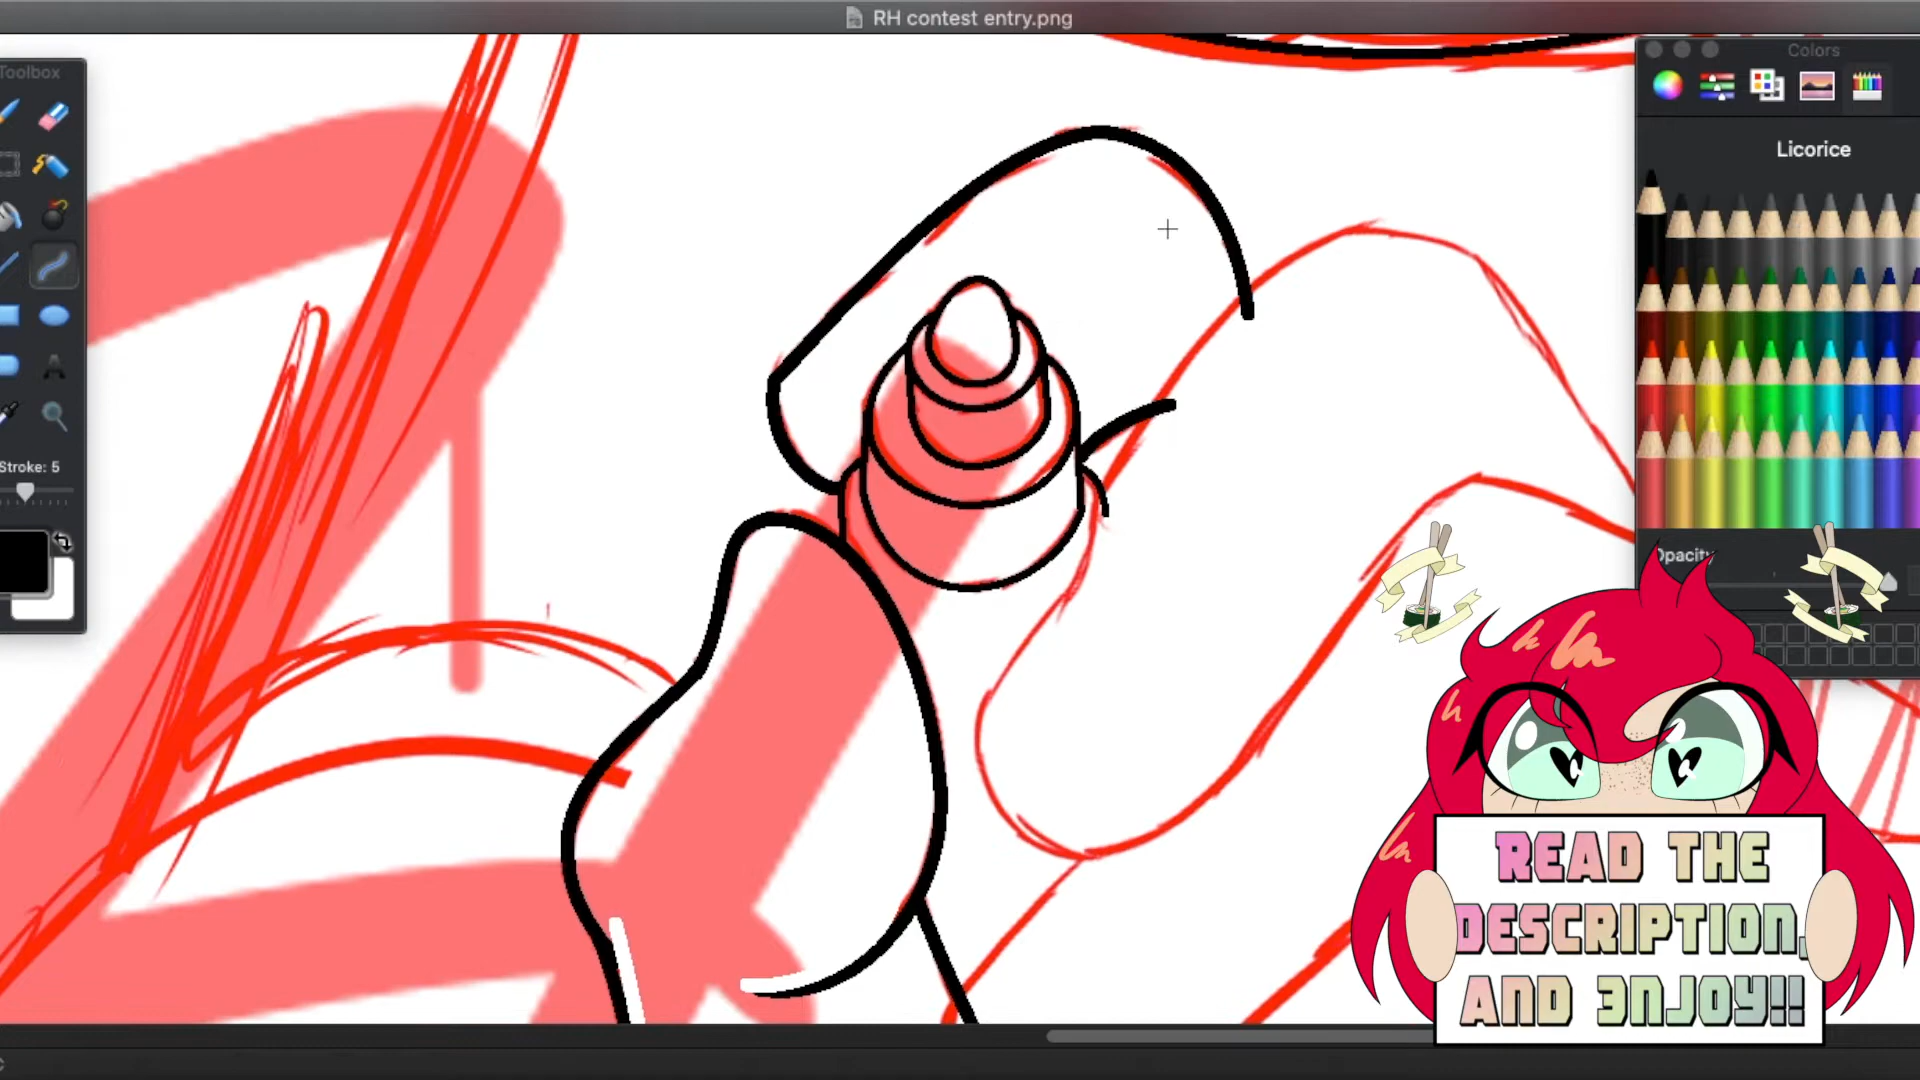 RH contest entry.png
Toolbox
Colors
Licorice
Stroke: 5
Opacity
READ THE
DESCRIPTION,
AND 3NJOY!!